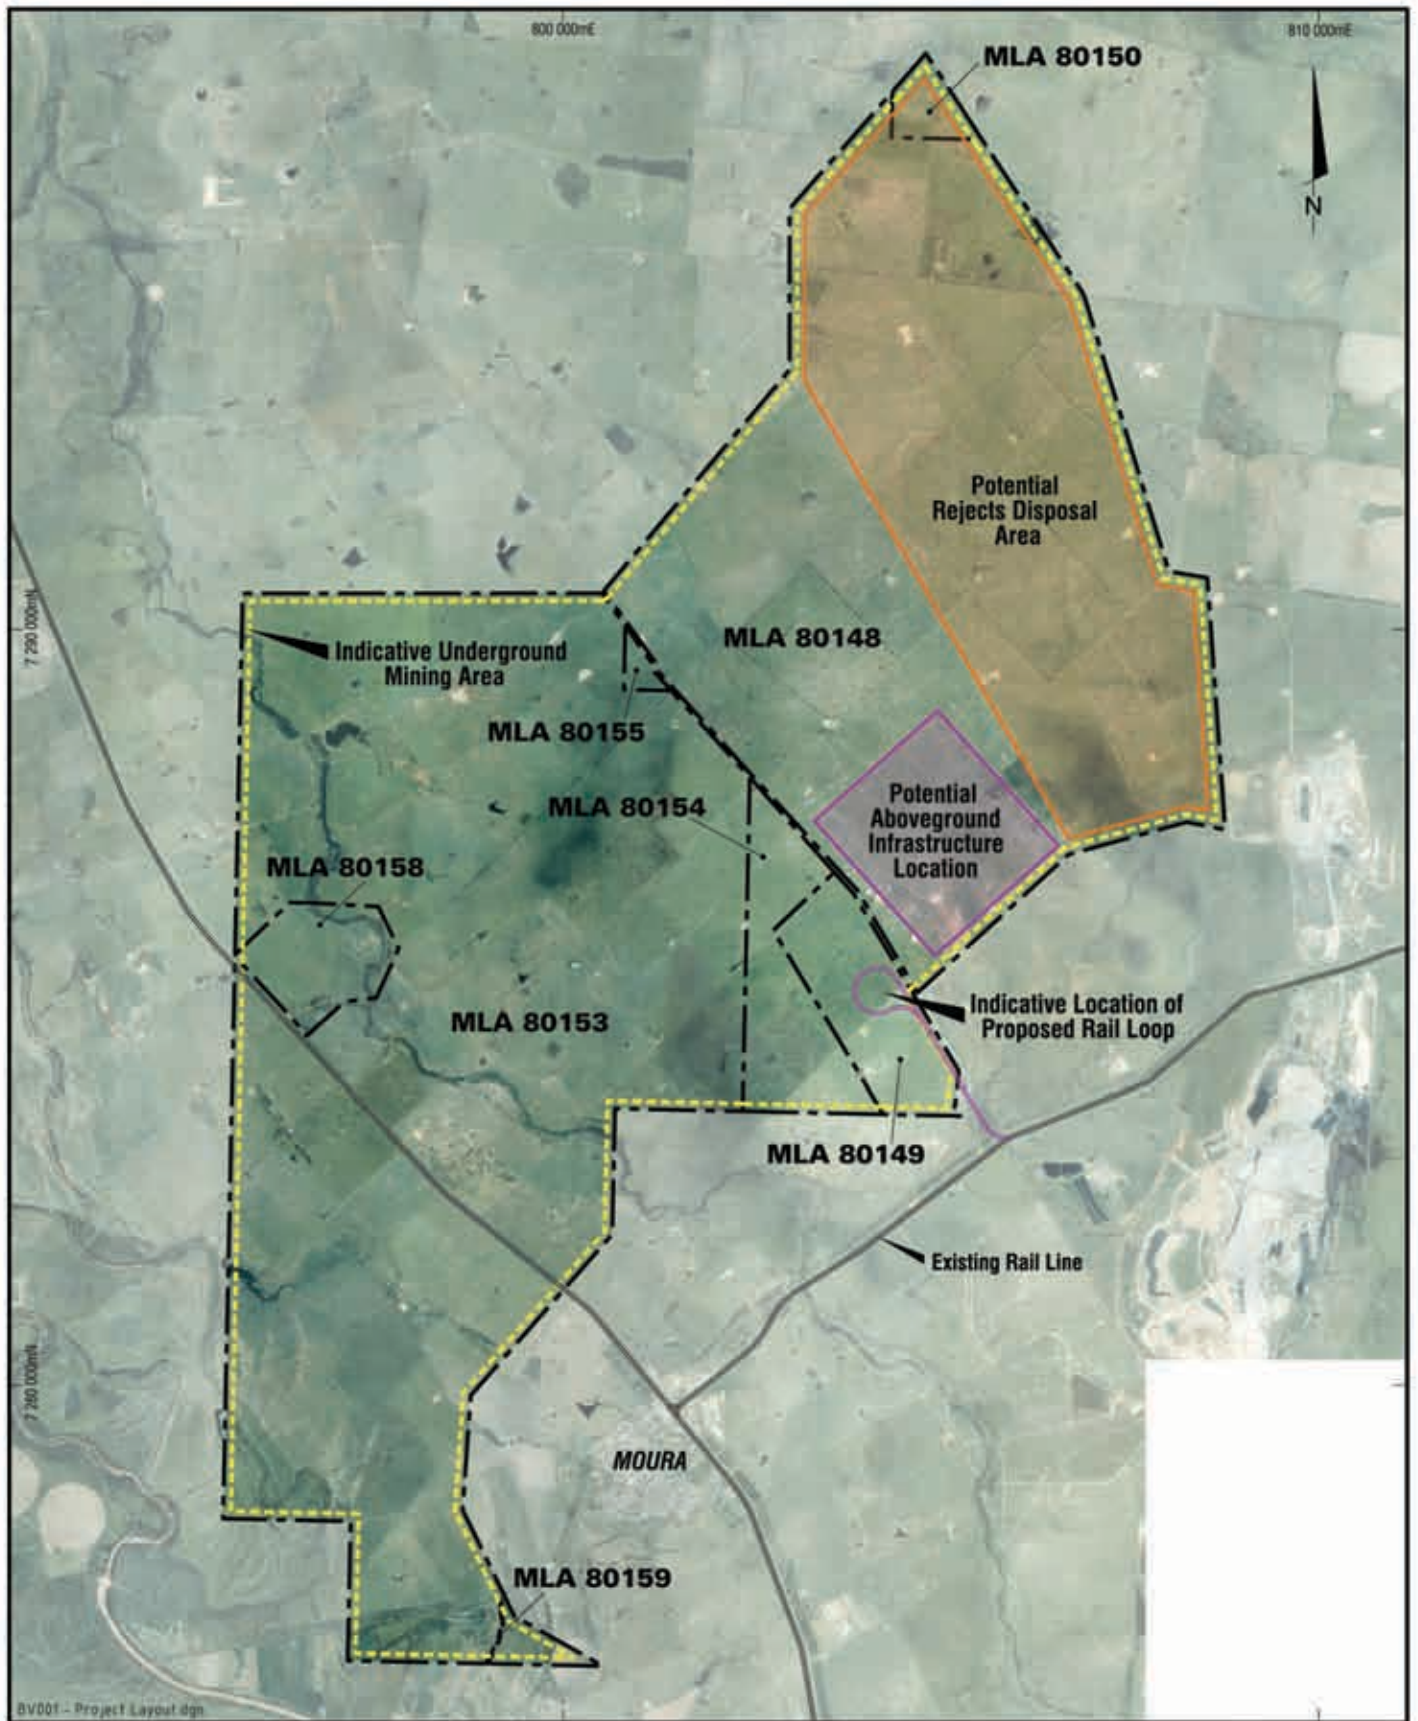 800 000mE
810 000mE
MLA 80150
N
Potential
Rejects Disposal
Area
7 290 000mN
MLA 80148
Indicative Underground
Mining Area
MLA 80155
Potential
Aboveground
Infrastructure
Location
MLA 80154
MLA 80158
Indicative Location of
Proposed Rail Loop
MLA 80153
MLA 80149
Existing Rail Line
7 280 000mN
MOURA
MLA 80159
BV001 - Project Layout.dgn